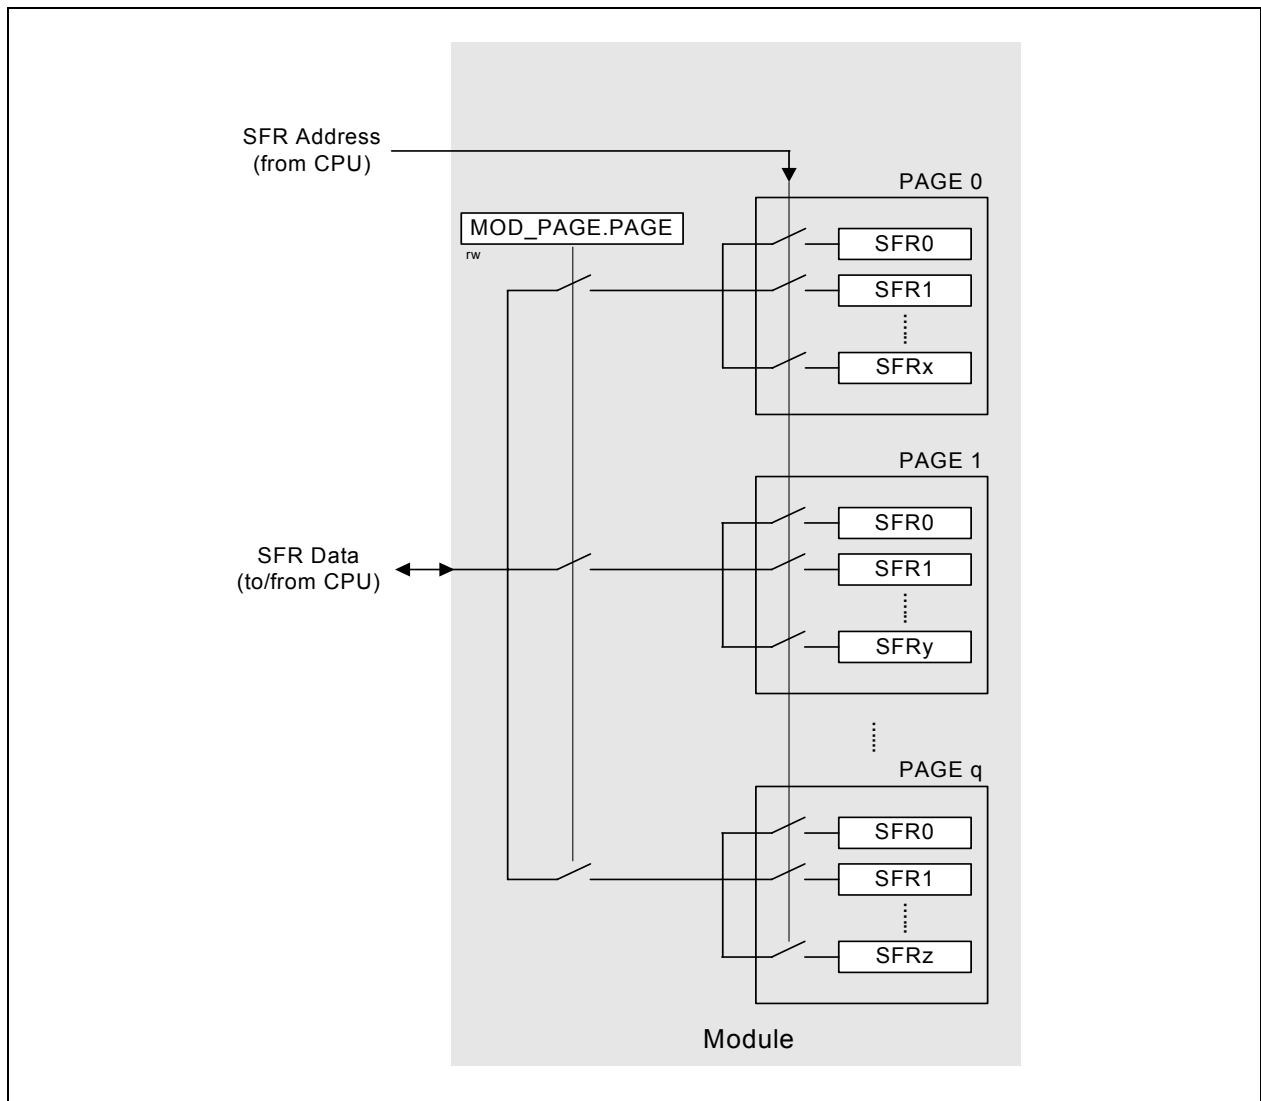 SFR Address
(from CPU)
PAGE 0
MOD_PAGE.PAGE
rw
SFR0
SFR1
SFRx
PAGE 1
SFR0
SFR1
SFRy
SFR Data
(to/from CPU)
PAGE q
SFR0
SFR1
SFRz
Module